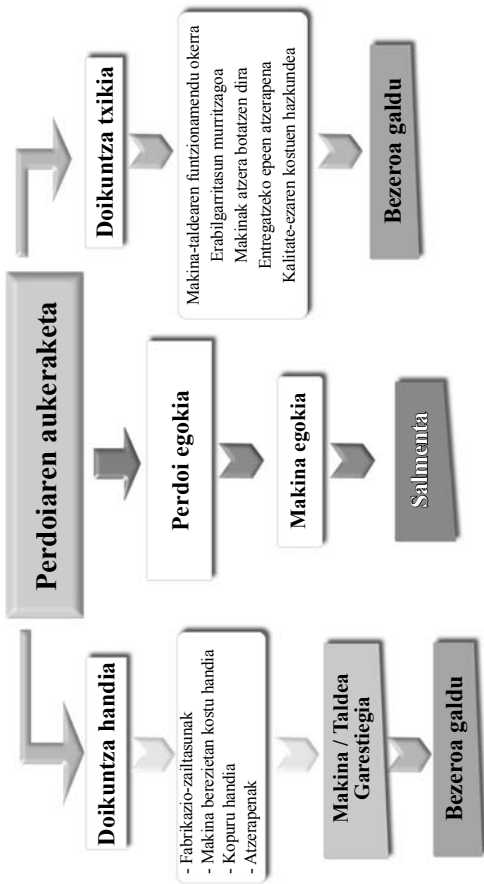 Perdoiaren aukeraketa
Doikuntza handia
- Fabrikazio-zailtasunak
- Makina berezietan kostu handia
- Kopuru handia
- Atzerapenak
Makina / Taldea
Garestiegia
Bezeroa galdu
Perdoi egokia
Makina egokia
Salmenta
Doikuntza txikia
Makina-taldearen funtzionamendu okerra
Erabilgarritasun murritzagoa
Makinak atzera botatzen dira
Entregatzeko epeen atzerapena
Kalitate-ezaren kostuen hazkundea
Bezeroa galdu